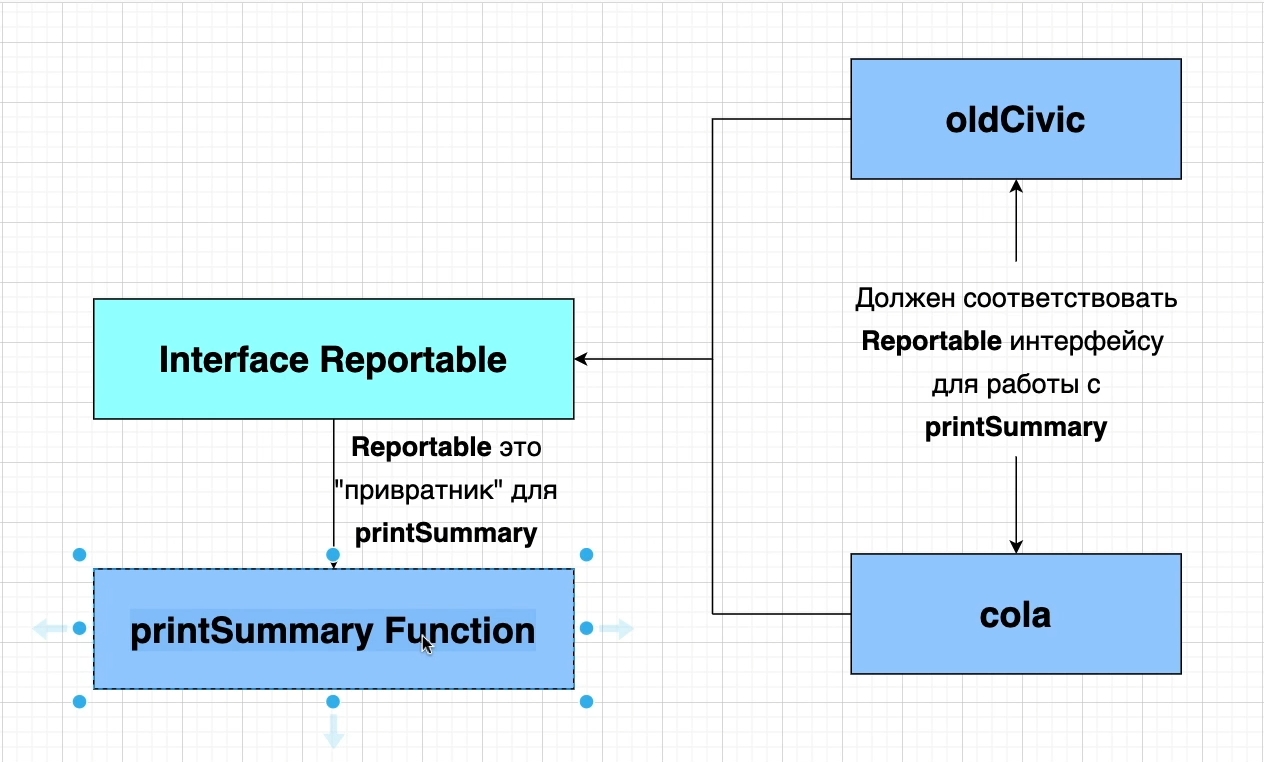 oldCivic
Должен соответствовать
Reportable интерфейсу
для работы с
printSummary
Interface Reportable
Reportable это
"привратник" для
printSummary
printSummary Function
cola